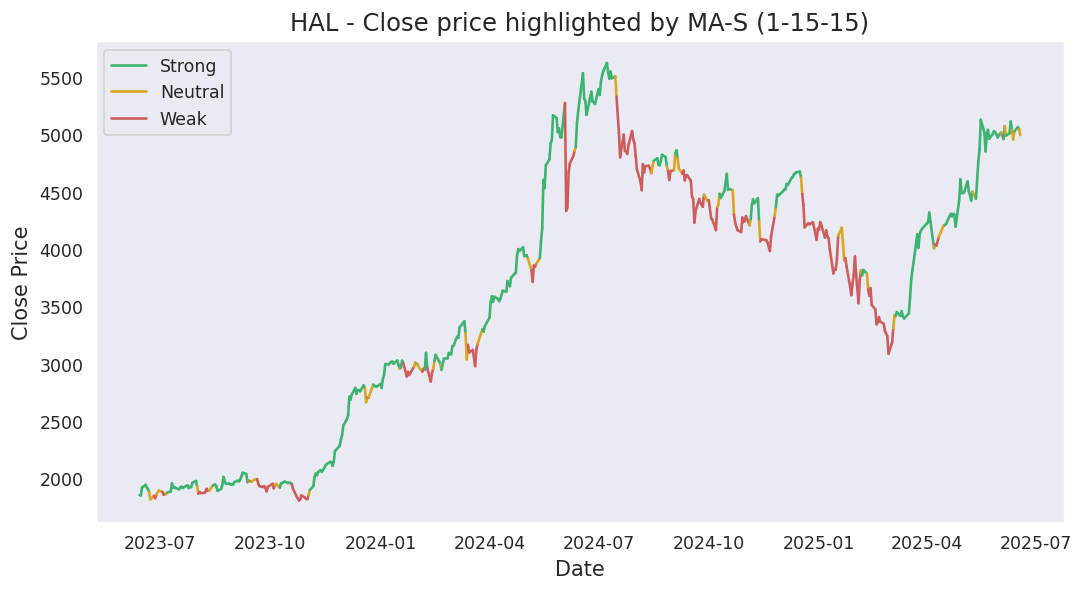 HAL - Close price highlighted by MA-S (1-15-15)
Strong
Neutral
Weak
Close Price
5500
5000
4500
4000
3500
3000
2500
2000
2023-07 2023-10 2024-01 2024-04 2024-07 2024-10 2025-01 2025-04 2025-07
Date